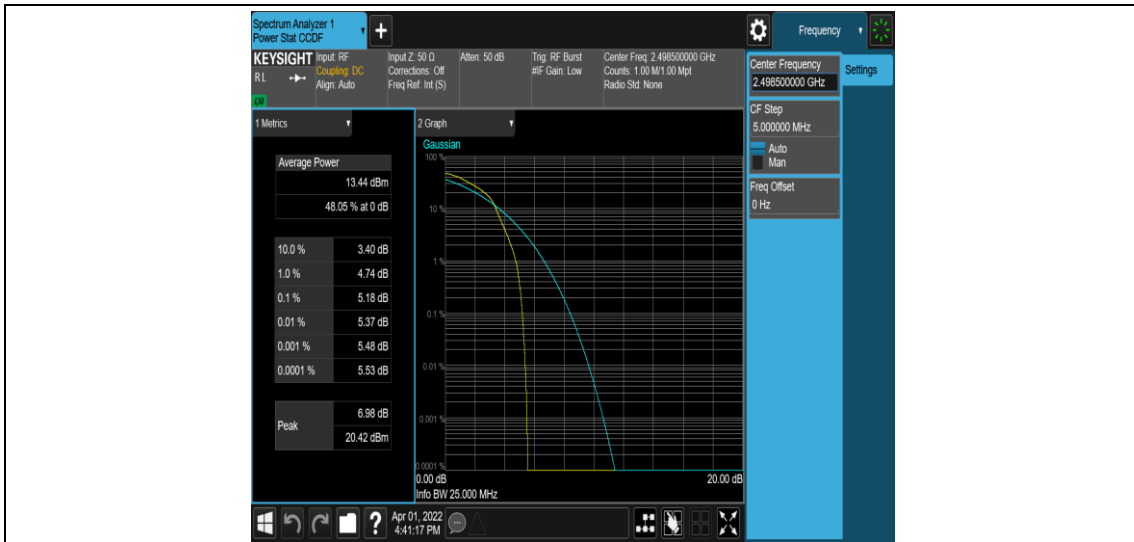 Spectrum Analyzer 1
Power Stat CCDF
+
Frequency
KEYSIGHT
RL
LXI
Input: RF
Coupling: DC
Align: Auto
Input Z: 50 Ω
Corrections: Off
Freq Ref: Int (S)
Atten: 50 dB
Trig: RF Burst
#IF Gain: Low
Center Freq: 2.498500000 GHz
Counts: 1.00 M/1.00 Mpt
Radio Std: None
Center Frequency
2.498500000 GHz
Settings
CF Step
5.000000 MHz
Auto
Man
Freq Offset
0 Hz
1 Metrics
Average Power
13.44 dBm
48.05 % at 0 dB
10.0 % 3.40 dB
1.0 % 4.74 dB
0.1 % 5.18 dB
0.01 % 5.37 dB
0.001 % 5.48 dB
0.0001 % 5.53 dB
Peak
6.98 dB
20.42 dBm
2 Graph
Gaussian
100 %
10 %
1 %
0.1 %
0.01 %
0.001 %
0.0001 %
0.00 dB
20.00 dB
Info BW 25.000 MHz
?
Apr 01, 2022
4:41:17 PM